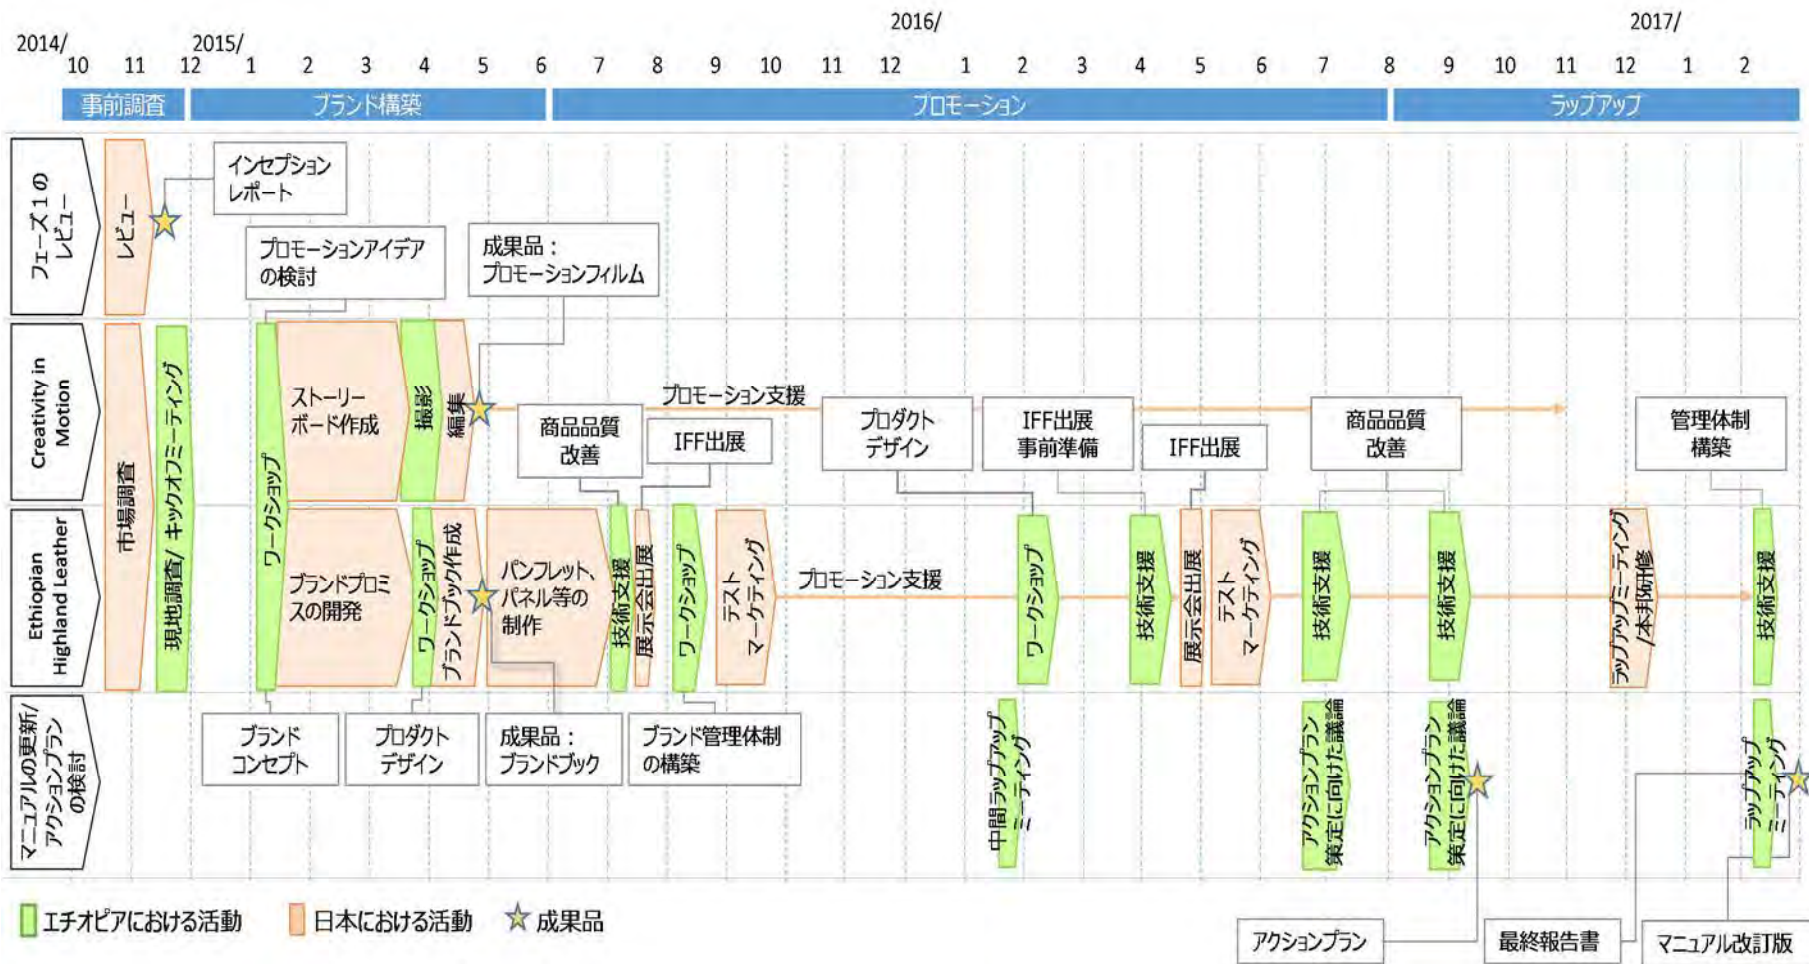 2014/
2015/
2016/
2017/
10 11 12 1 2 3 4 5 6 7 8 9 10 11 12 1 2 3 4 5 6 7 8 9 10 11 12 1 2
事前調査
ブランド構築
プロモーション
ラップアップ
フェーズ1の
レビュー
レビュー
インセプション
レポート
プロモーションアイデア
の検討
成果品：
プロモーションフィルム
Creativity in
Motion
市場調査
現地調査/ キックオフミーティング
ワークショップ
ストーリー
ボード作成
撮影
編集
プロモーション支援
商品品質
改善
IFF出展
プロダクト
デザイン
IFF出展
事前準備
IFF出展
商品品質
改善
管理体制
構築
Ethiopian
Highland Leather
ブランドプロミ
スの開発
ワークショップ
ブランドブック作成
パンフレット、
パネル等の
制作
技術支援
展示会出展
ワークショップ
テスト
マーケティング
プロモーション支援
ワークショップ
技術支援
展示会出展
テスト
マーケティング
技術支援
技術支援
ラップアップミーティング
/本邦研修
技術支援
マニュアルの更新/
アクションプラン
の検討
ブランド
コンセプト
プロダクト
デザイン
成果品：
ブランドブック
ブランド管理体制
の構築
中間ラップアップ
ミーティング
アクションプラン
策定に向けた議論
アクションプラン
策定に向けた議論
ラップアップ
ミーティング
エチオピアにおける活動
日本における活動
成果品
アクションプラン
最終報告書
マニュアル改訂版